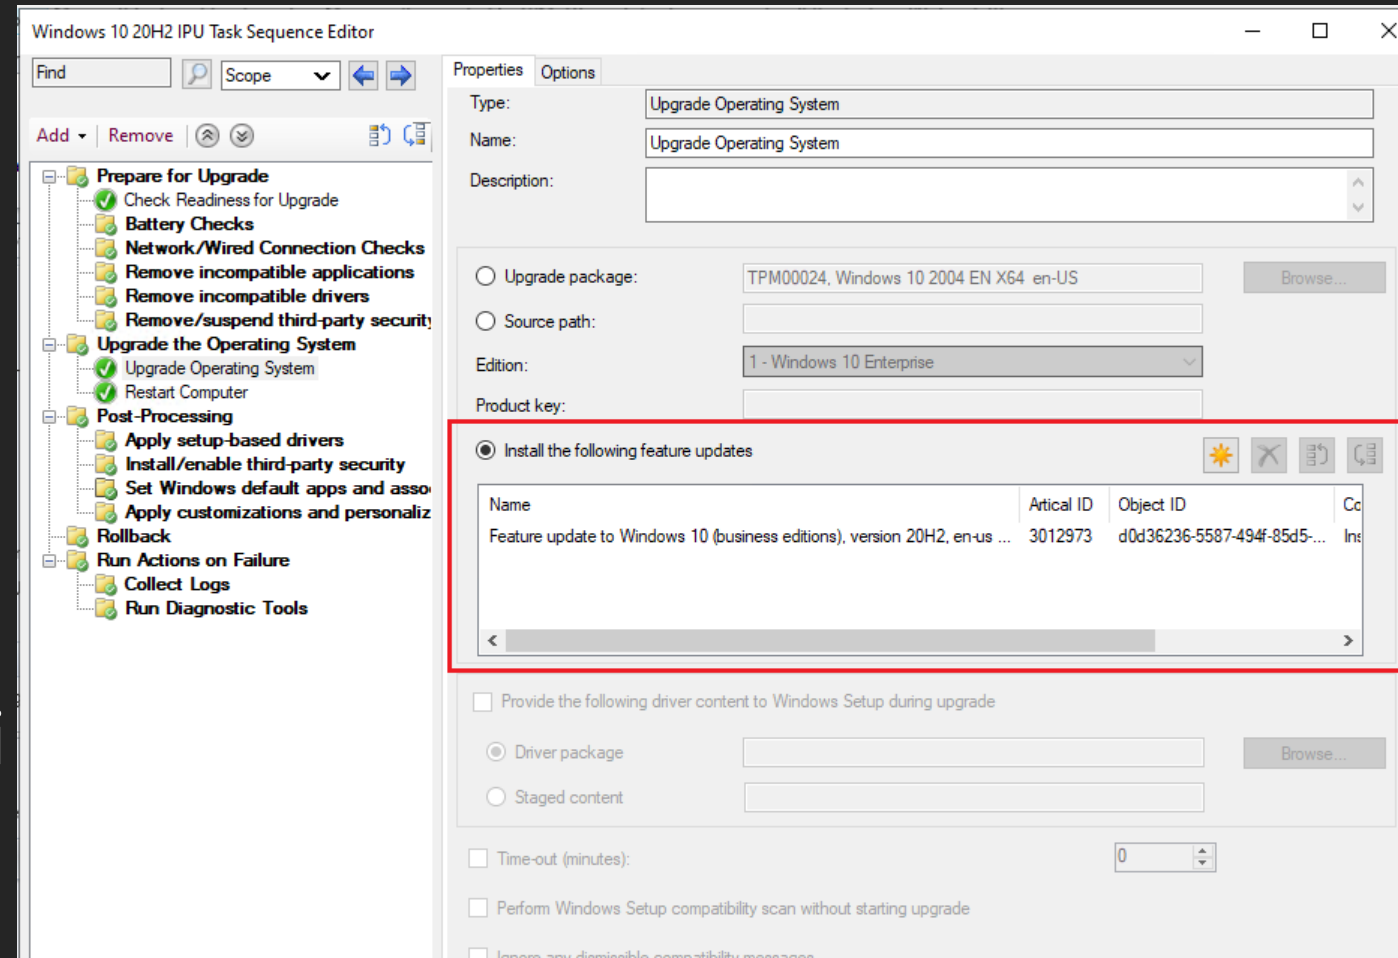 Windows 10 20H2 IPU Task Sequence Editor
Find
Scope
Add
Remove
Prepare for Upgrade
Check Readiness for Upgrade
Battery Checks
Network/Wired Connection Checks
Remove incompatible applications
Remove incompatible drivers
Remove/suspend third-party security
Upgrade the Operating System
Upgrade Operating System
Restart Computer
Post-Processing
Apply setup-based drivers
Install/enable third-party security
Set Windows default apps and asso
Apply customizations and personaliz
Rollback
Run Actions on Failure
Collect Logs
Run Diagnostic Tools
Properties Options
Type: Upgrade Operating System
Name: Upgrade Operating System
Description:
Upgrade package: TPM00024, Windows 10 2004 EN X64 en-US Browse...
Source path:
Edition: 1 - Windows 10 Enterprise
Product key:
Install the following feature updates
Name Artical ID Object ID Co
Feature update to Windows 10 (business editions), version 20H2, en-us ... 3012973 d0d36236-5587-494f-85d5-... Ins
Provide the following driver content to Windows Setup during upgrade
Driver package Browse...
Staged content
Time-out (minutes): 0
Perform Windows Setup compatibility scan without starting upgrade
Ignore any dismissible compatibility messages